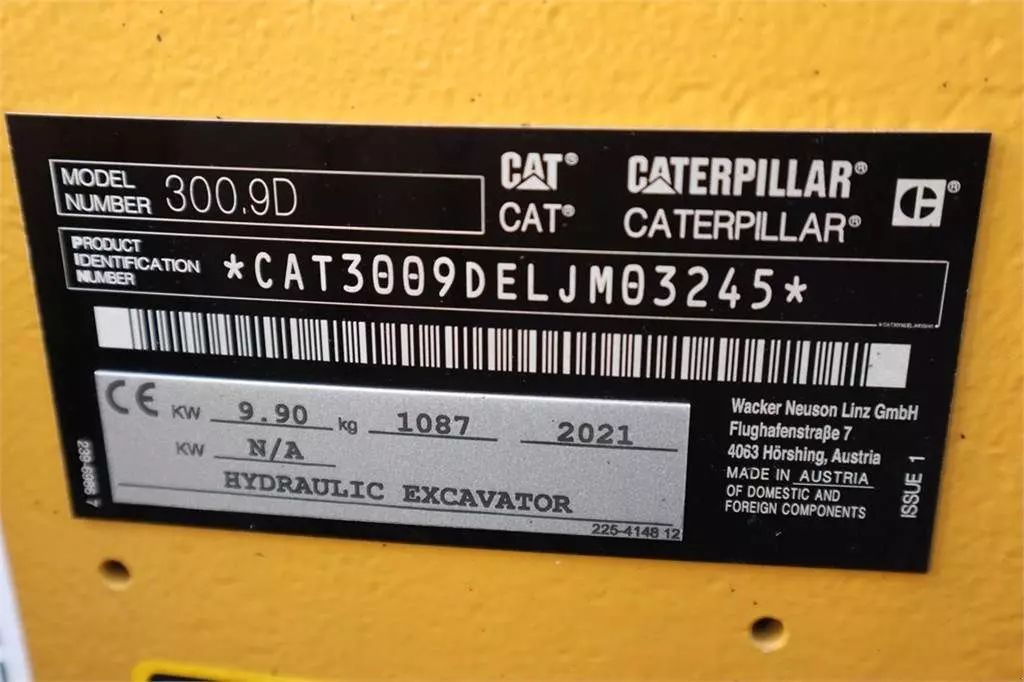 MODEL NUMBER 300.9D
CAT® CATERPILLAR®
CAT® CATERPILLAR®
PRODUCT IDENTIFICATION NUMBER *CAT3009DELJM03245*
CE KW 9.90 kg 1087 2021
KW N/A
HYDRAULIC EXCAVATOR
225-4148 12
Wacker Neuson Linz GmbH
Flughafenstraße 7
4063 Hörshing, Austria
MADE IN AUSTRIA
OF DOMESTIC AND
FOREIGN COMPONENTS
ISSUE 1